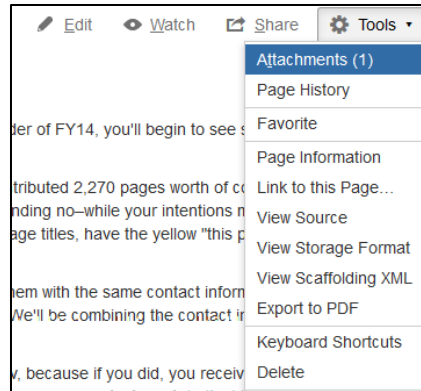 Edit Watch Share Tools
Attachments (1)
Page History
der of FY14, you'll begin to see
Favorite
Page Information
tributed 2,270 pages worth of
Link to this Page…
nding no–while your intentions
View Source
age titles, have the yellow "this
View Storage Format
View Scaffolding XML
em with the same contact inform
Export to PDF
We'll be combining the contact
Keyboard Shortcuts
because if you did, you receiv
Delete